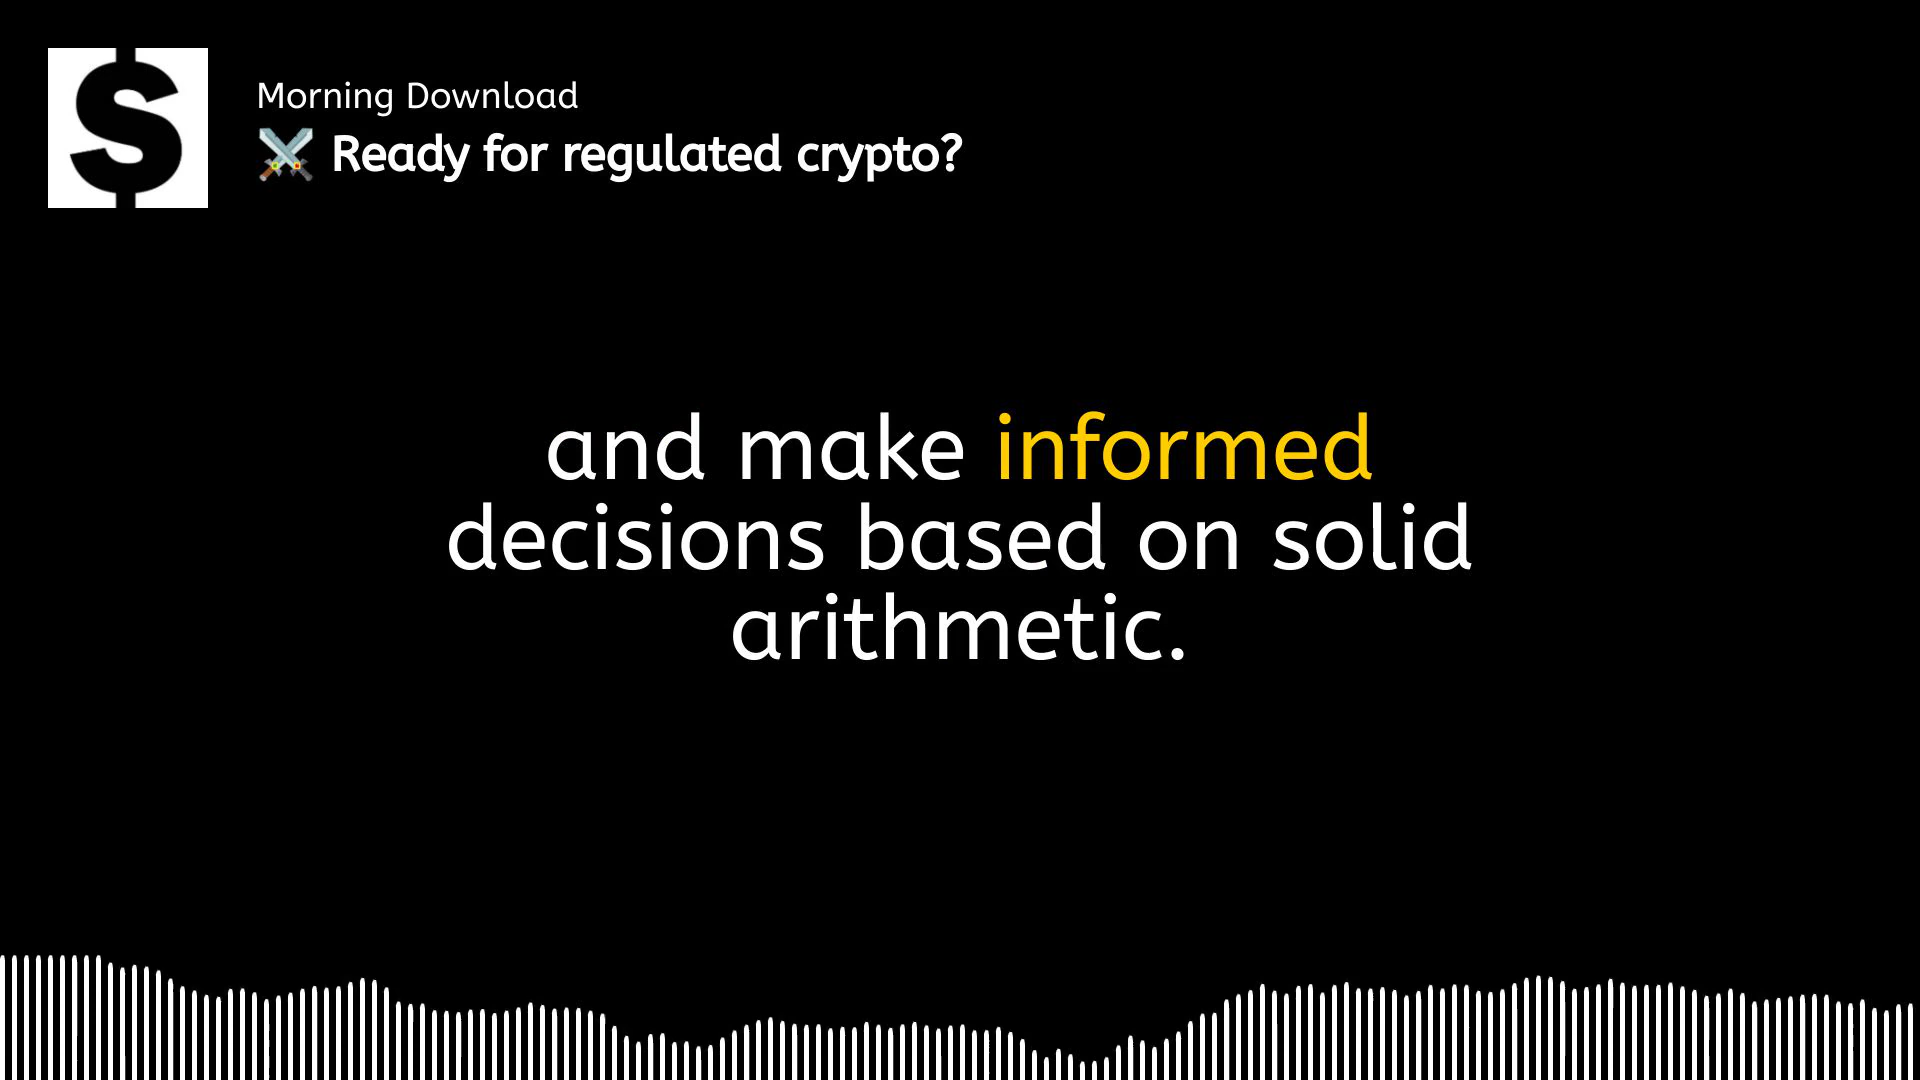 $
Morning Download
⚔️ Ready for regulated crypto?
and make informed
decisions based on solid
arithmetic.